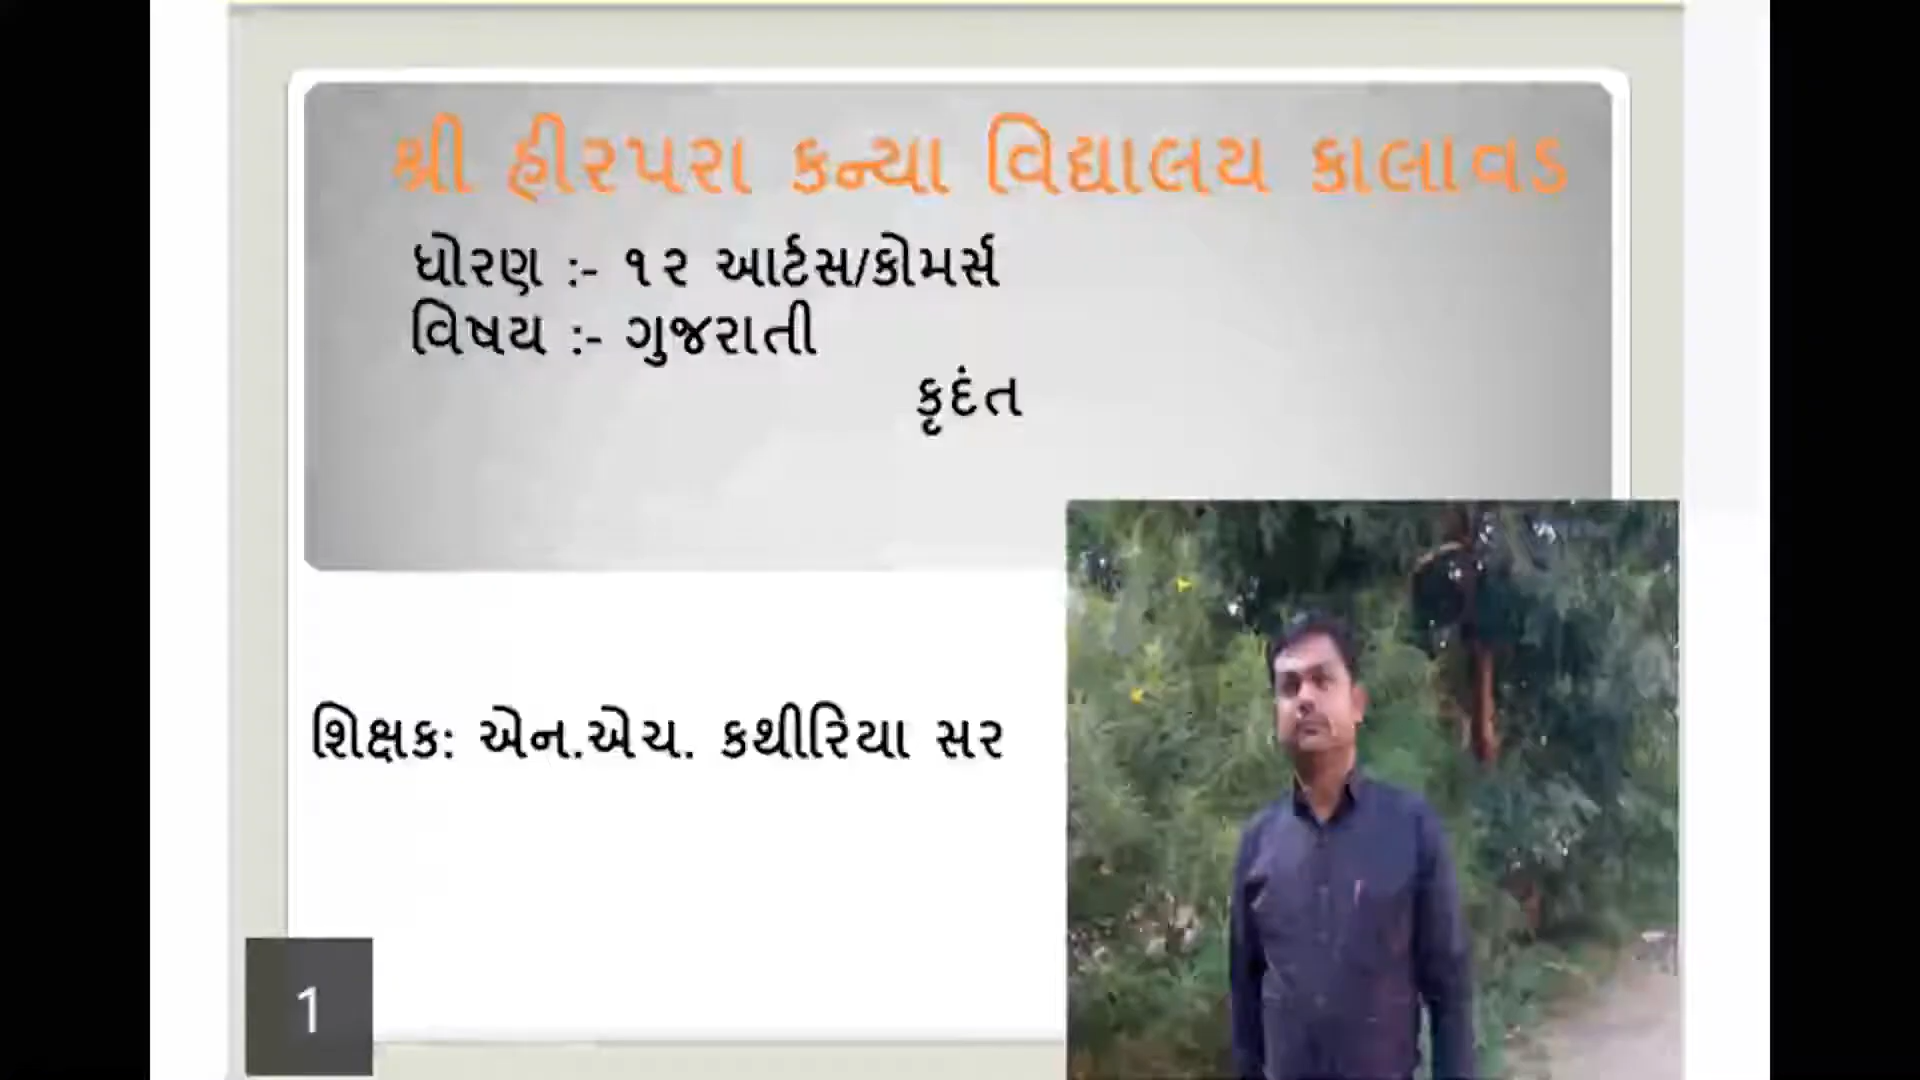 શ્રી હીરપરા કન્યા વિદ્યાલય કાલાવડ
ધોરણ :- ૧૨ આર્ટસ/કોમર્સ
વિષય :- ગુજરાતી
કૃદંત
શિક્ષક: એન.એચ. કથીરિયા સર
1